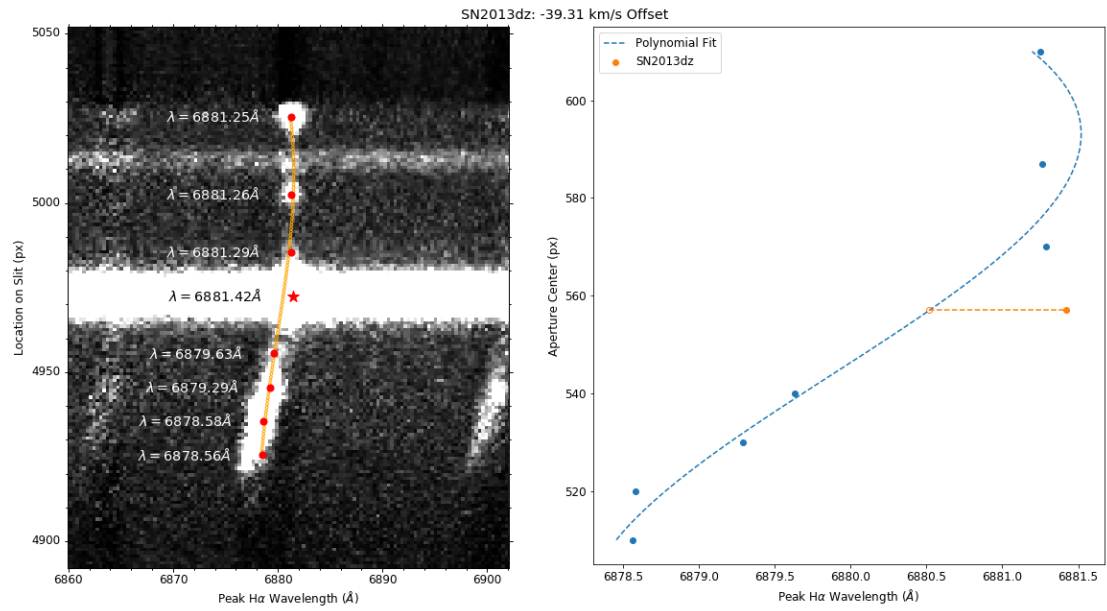 SN2013dz: -39.31 km/s Offset
5050
5000
4950
4900
Location on Slit (px)
λ = 6881.25Å
λ = 6881.26Å
λ = 6881.29Å
λ = 6881.42Å
λ = 6879.63Å
λ = 6879.29Å
λ = 6878.58Å
λ = 6878.56Å
6860 6870 6880 6890 6900
Peak Hα Wavelength (Å)
Polynomial Fit
SN2013dz
600
580
560
540
520
Aperture Center (px)
6878.5 6879.0 6879.5 6880.0 6880.5 6881.0 6881.5
Peak Hα Wavelength (Å)